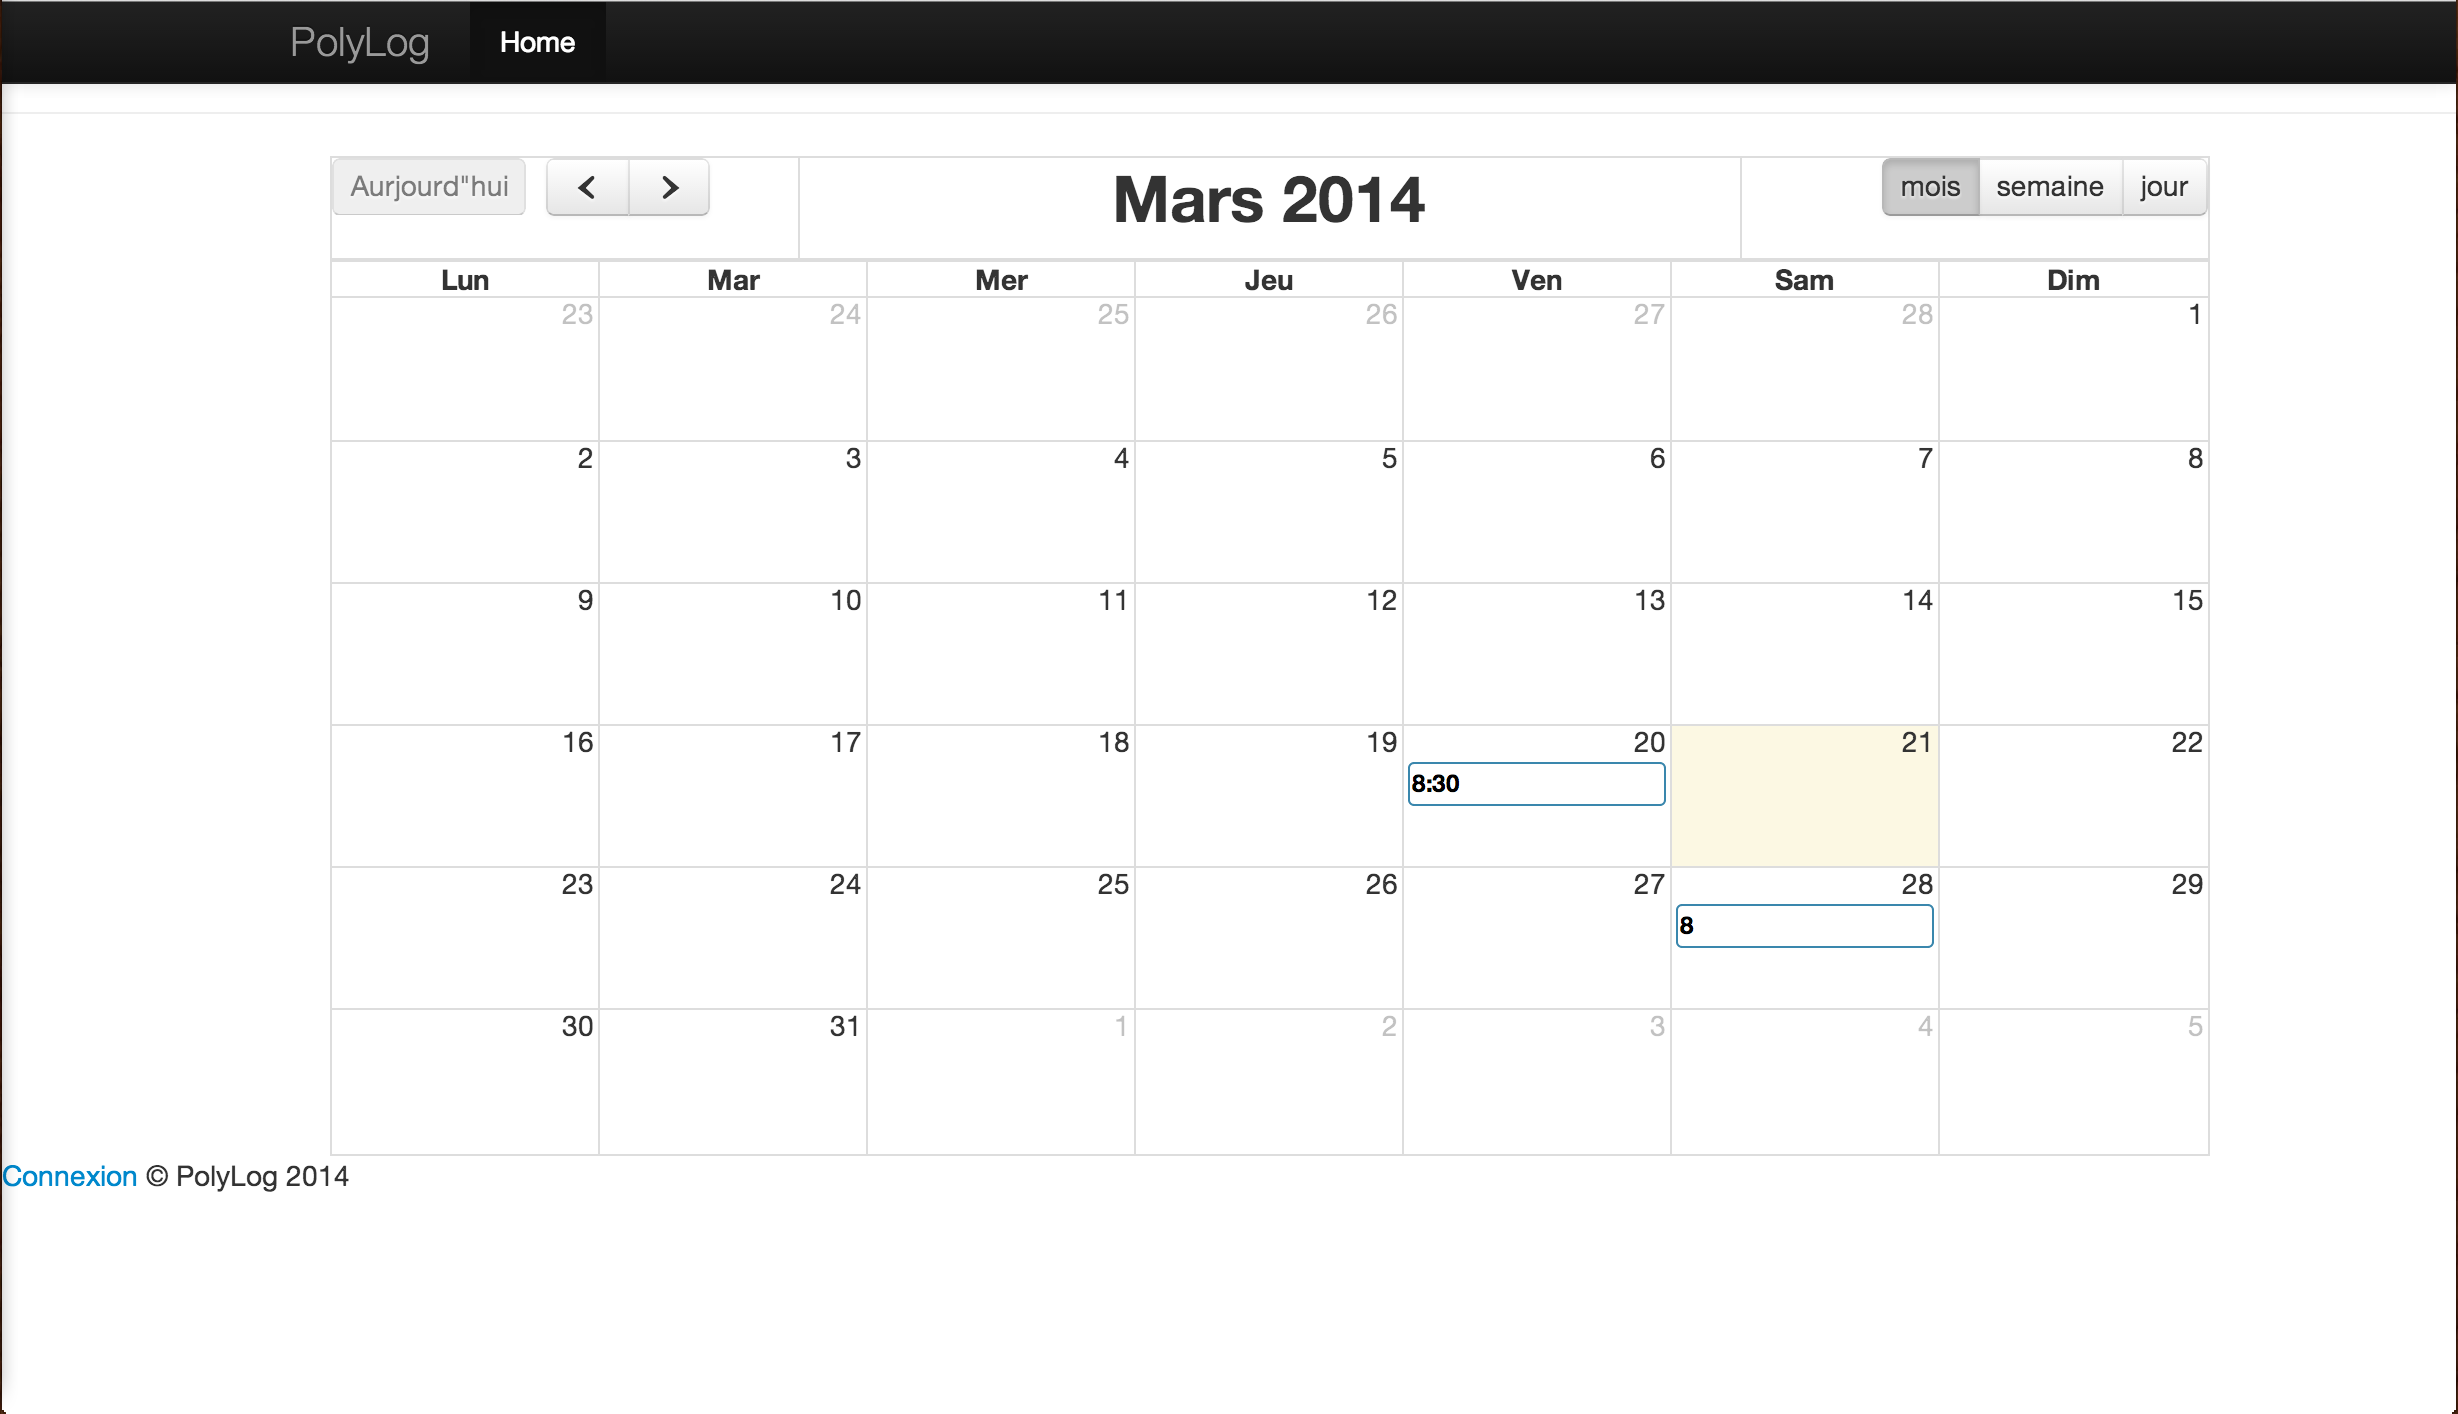 PolyLog Home
Aurjourd"hui < > Mars 2014 mois semaine jour
Lun Mar Mer Jeu Ven Sam Dim
23 24 25 26 27 28 1
2 3 4 5 6 7 8
9 10 11 12 13 14 15
16 17 18 19 20 21 22
8:30
23 24 25 26 27 28 29
8
30 31 1 2 3 4 5
Connexion © PolyLog 2014